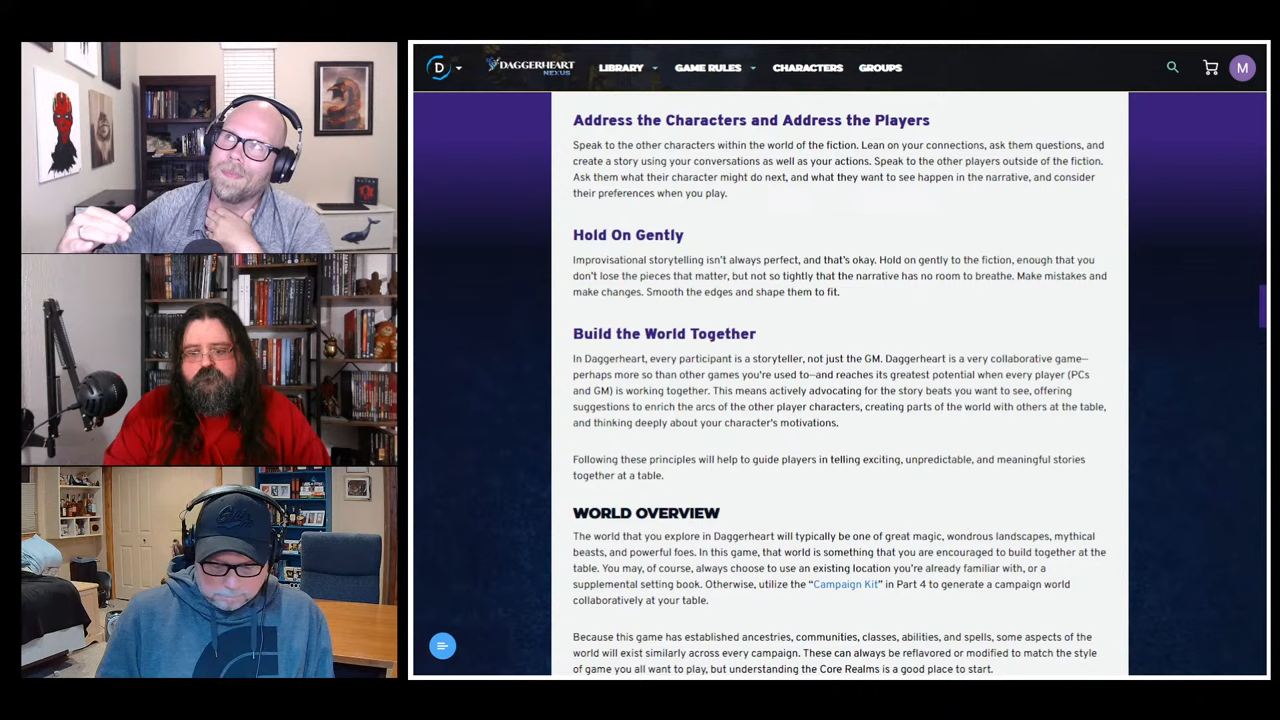 D
DAGGERHEART
NEXUS
LIBRARY
GAME RULES
CHARACTERS
GROUPS
M
Address the Characters and Address the Players
Speak to the other characters within the world of the fiction. Lean on your connections, ask them questions, and
create a story using your conversations as well as your actions. Speak to the other players outside of the fiction.
Ask them what their character might do next, and what they want to see happen in the narrative, and consider
their preferences when you play.
Hold On Gently
Improvisational storytelling isn't always perfect, and that's okay. Hold on gently to the fiction, enough that you
don't lose the pieces that matter, but not so tightly that the narrative has no room to breathe. Make mistakes and
make changes. Smooth the edges and shape them to fit.
Build the World Together
In Daggerheart, every participant is a storyteller, not just the GM. Daggerheart is a very collaborative game—
perhaps more so than other games you're used to—and reaches its greatest potential when every player (PCs
and GM) is working together. This means actively advocating for the story beats you want to see, offering
suggestions to enrich the arcs of the other player characters, creating parts of the world with others at the table,
and thinking deeply about your character's motivations.
Following these principles will help to guide players in telling exciting, unpredictable, and meaningful stories
together at a table.
WORLD OVERVIEW
The world that you explore in Daggerheart will typically be one of great magic, wondrous landscapes, mythical
beasts, and powerful foes. In this game, that world is something that you are encouraged to build together at the
table. You may, of course, always choose to use an existing location you're already familiar with, or a
supplemental setting book. Otherwise, utilize the “Campaign Kit” in Part 4 to generate a campaign world
collaboratively at your table.
Because this game has established ancestries, communities, classes, abilities, and spells, some aspects of the
world will exist similarly across every campaign. These can always be reflavored or modified to match the style
of game you all want to play, but understanding the Core Realms is a good place to start.